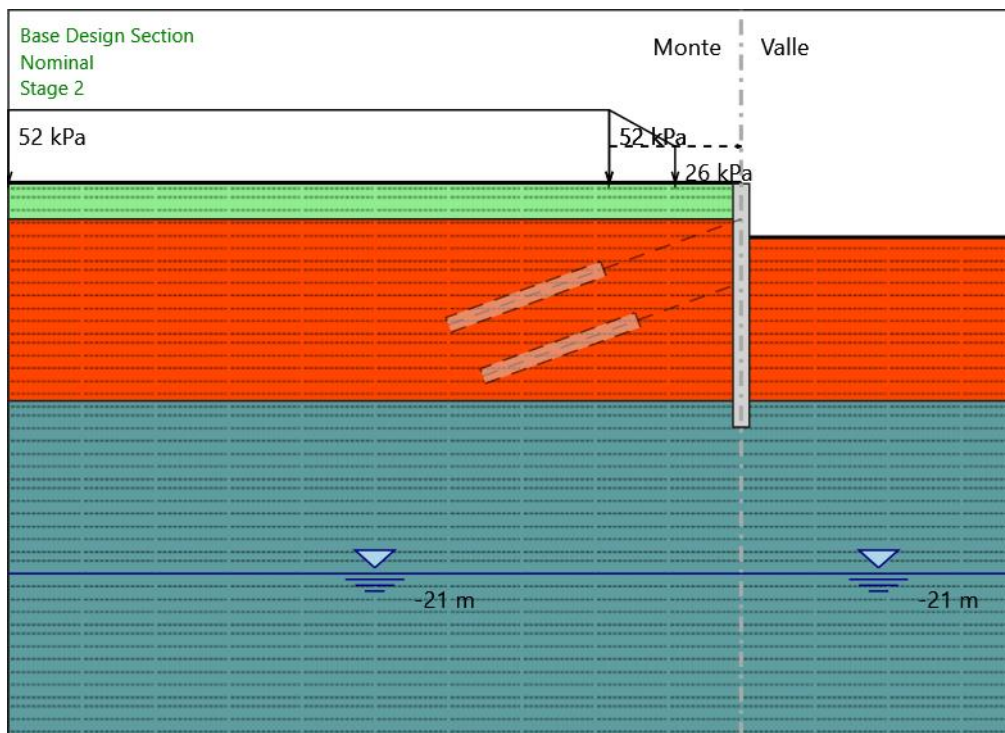 Base Design Section
Nominal
Stage 2
Monte
Valle
52 kPa
52 kPa
26 kPa
-21 m
-21 m